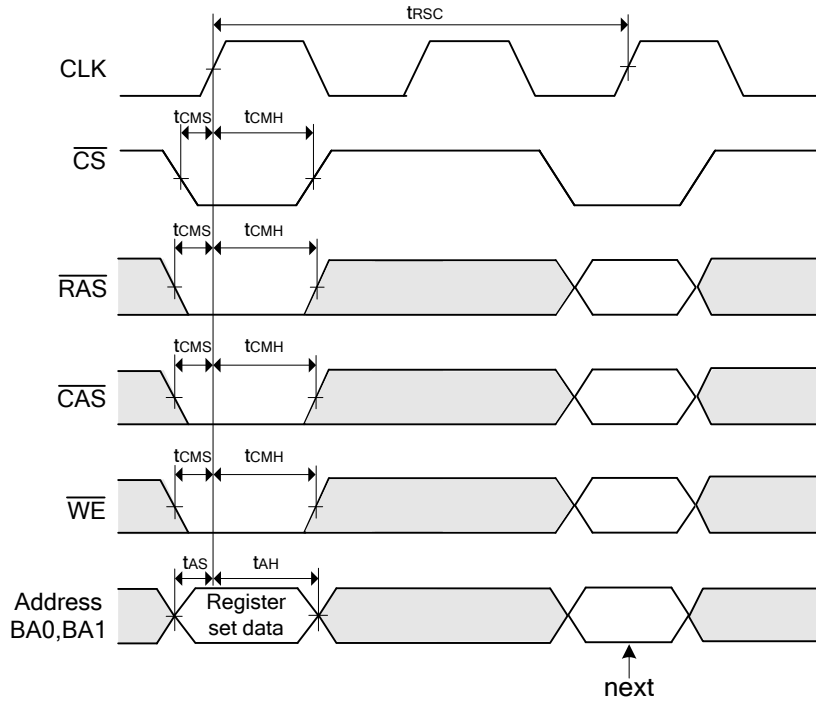 tRSC
CLK
tCMS tCMH
CS
tCMS tCMH
RAS
tCMS tCMH
CAS
tCMS tCMH
WE
tAS tAH
Address
BA0,BA1
Register
set data
next